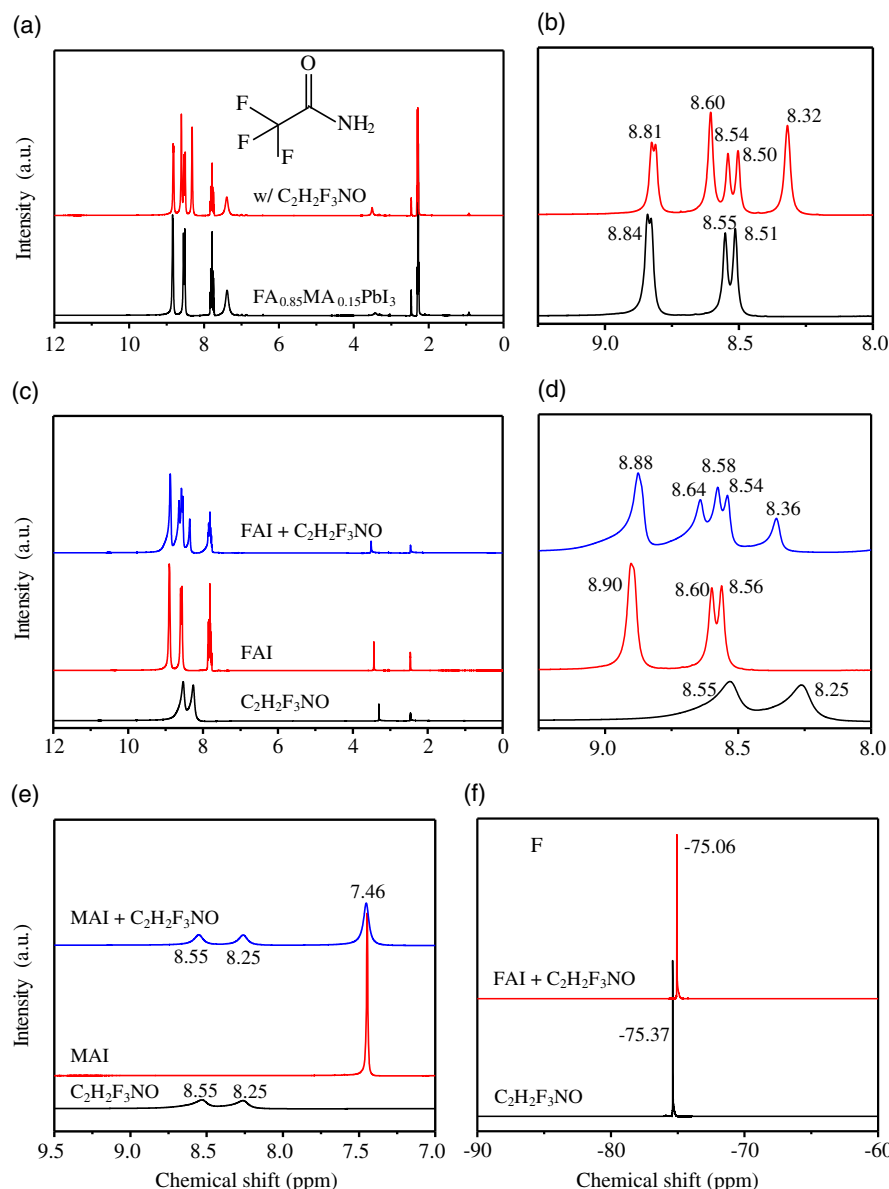 (a)
O
F
F
NH₂
F
w/ C₂H₂F₃NO
FA₀.₈₅MA₀.₁₅PbI₃
Intensity (a.u.)
12 10 8 6 4 2 0
(b)
8.60
8.32
8.81
8.54
8.50
8.84
8.55
8.51
9.0 8.5 8.0
(c)
FAI + C₂H₂F₃NO
FAI
C₂H₂F₃NO
Intensity (a.u.)
12 10 8 6 4 2 0
(d)
8.88
8.58
8.64
8.54
8.36
8.90
8.60
8.56
8.55
8.25
9.0 8.5 8.0
(e)
7.46
MAI + C₂H₂F₃NO
8.55 8.25
MAI
C₂H₂F₃NO
8.55 8.25
Intensity (a.u.)
9.5 9.0 8.5 8.0 7.5 7.0
Chemical shift (ppm)
(f)
F
-75.06
FAI + C₂H₂F₃NO
-75.37
C₂H₂F₃NO
-90 -80 -70 -60
Chemical shift (ppm)